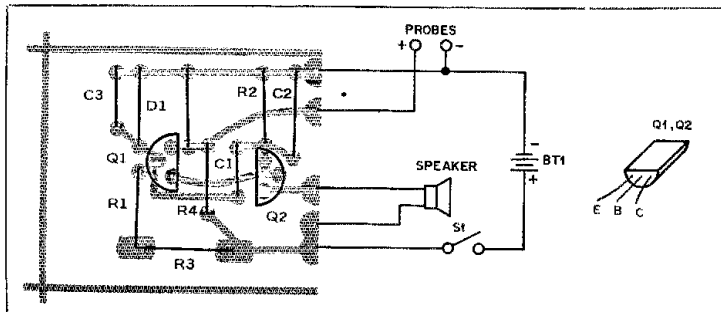 PROBES
+ -
C3
D1
R2
C2
Q1, Q2
Q1
C1
-
BT1
+
SPEAKER
R1
R4
Q2
E B C
S1
R3